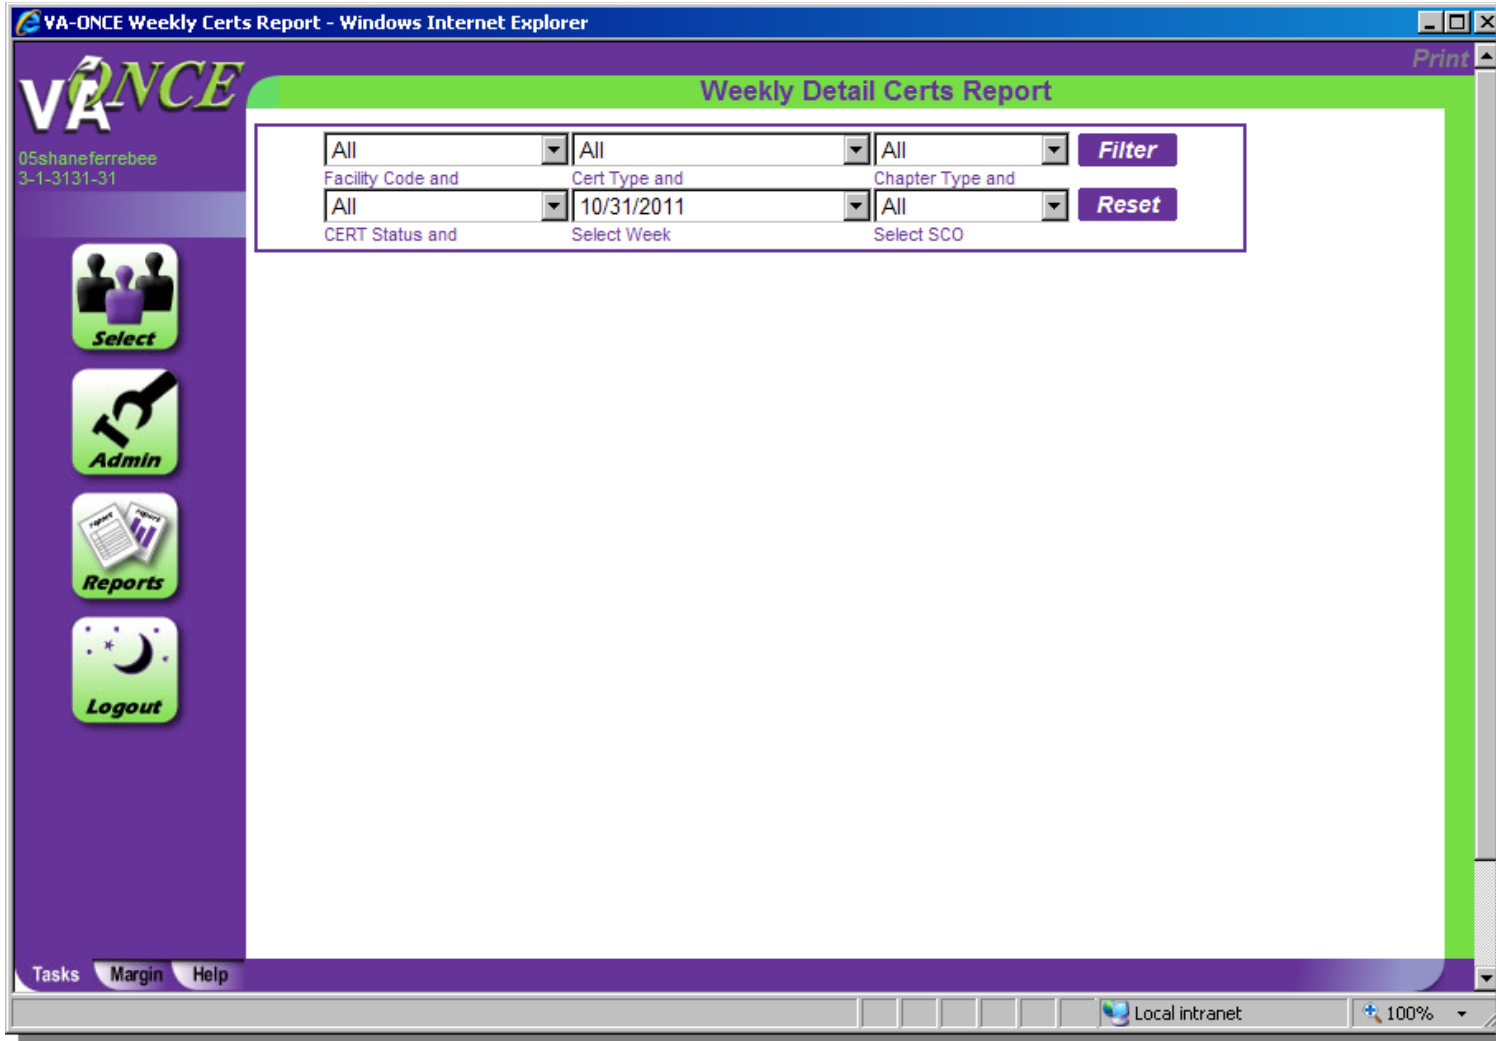 VA-ONCE Weekly Certs Report - Windows Internet Explorer
Print
VA ONCE
Weekly Detail Certs Report
05shaneferrebee
3-1-3131-31
All All All Filter
Facility Code and Cert Type and Chapter Type and
All 10/31/2011 All Reset
CERT Status and Select Week Select SCO
Select
Admin
report report
Reports
Logout
Tasks Margin Help
Local intranet 100%